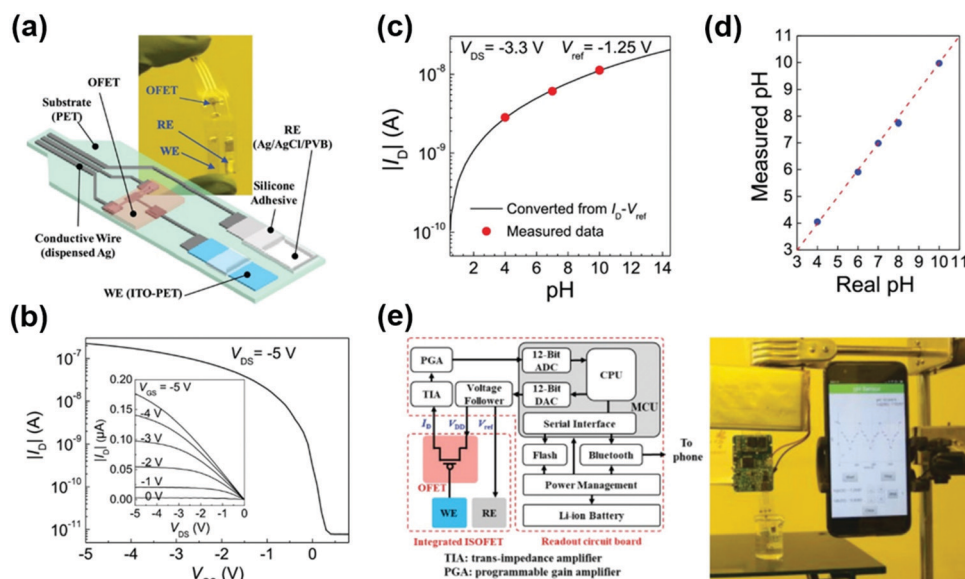 (a)
OFET
Substrate
(PET)
OFET
RE
WE
RE
(Ag/AgCl/PVB)
Silicone
Adhesive
Conductive Wire
(dispensed Ag)
WE (ITO-PET)
(b)
V_DS = -5 V
|I_D| (A)
10⁻⁷
10⁻⁸
10⁻⁹
10⁻¹⁰
10⁻¹¹
-5 -4 -3 -2 -1 0
|I_D| (μA)
0.20
0.15
0.10
0.05
0.00
V_GS = -5 V
-4 V
-3 V
-2 V
-1 V
0 V
-5 -4 -3 -2 -1 0
V_DS (V)
(c)
V_DS = -3.3 V V_ref = -1.25 V
|I_D| (A)
10⁻⁸
10⁻⁹
10⁻¹⁰
Converted from I_D-V_ref
Measured data
2 4 6 8 10 12 14
pH
(d)
Measured pH
11
10
9
8
7
6
5
4
3
3 4 5 6 7 8 9 10 11
Real pH
(e)
PGA
12-Bit
ADC
CPU
TIA
Voltage
Follower
12-Bit
DAC
MCU
Serial Interface
I_D V_DD V_ref
Flash
Bluetooth
To
phone
OFET
Power Management
WE
RE
Li-ion Battery
Integrated ISOFET
Readout circuit board
TIA: trans-impedance amplifier
PGA: programmable gain amplifier